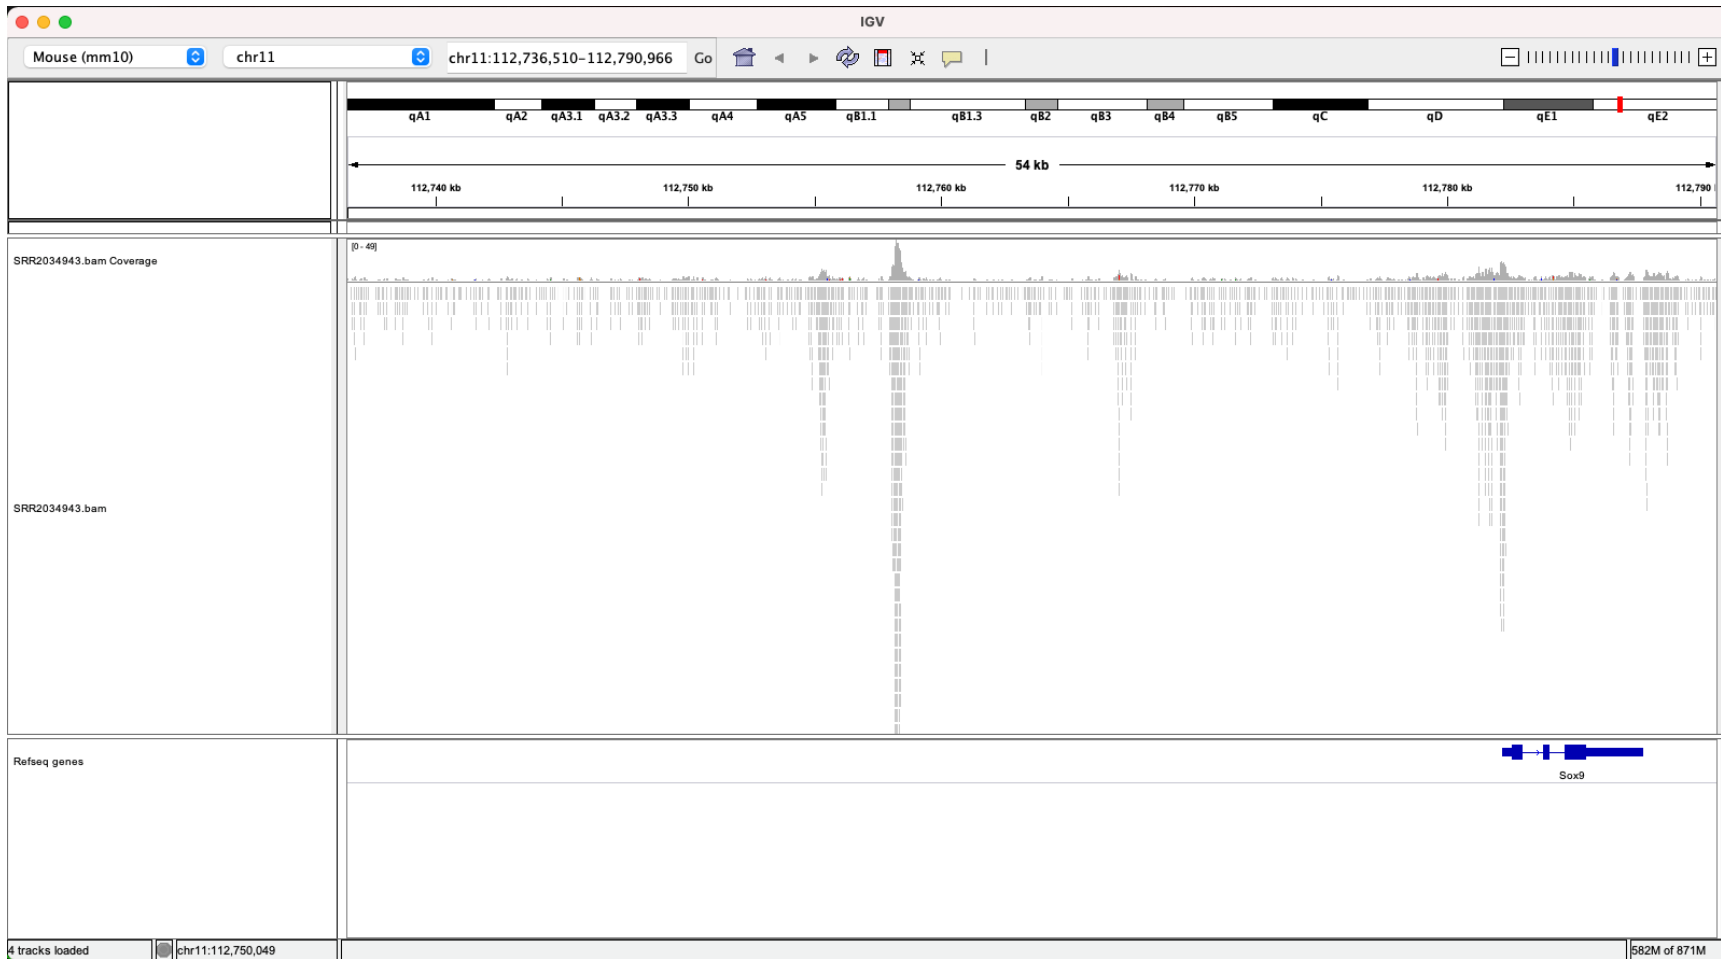 IGV
Mouse (mm10) chr11 chr11:112,736,510-112,790,966 Go
qA1 qA2 qA3.1 qA3.2 qA3.3 qA4 qA5 qB1.1 qB1.3 qB2 qB3 qB4 qB5 qC qD qE1 qE2
54 kb
112,740 kb 112,750 kb 112,760 kb 112,770 kb 112,780 kb 112,790
[0 - 49]
SRR2034943.bam Coverage
SRR2034943.bam
Refseq genes
Sox9
4 tracks loaded chr11:112,750,049 582M of 871M